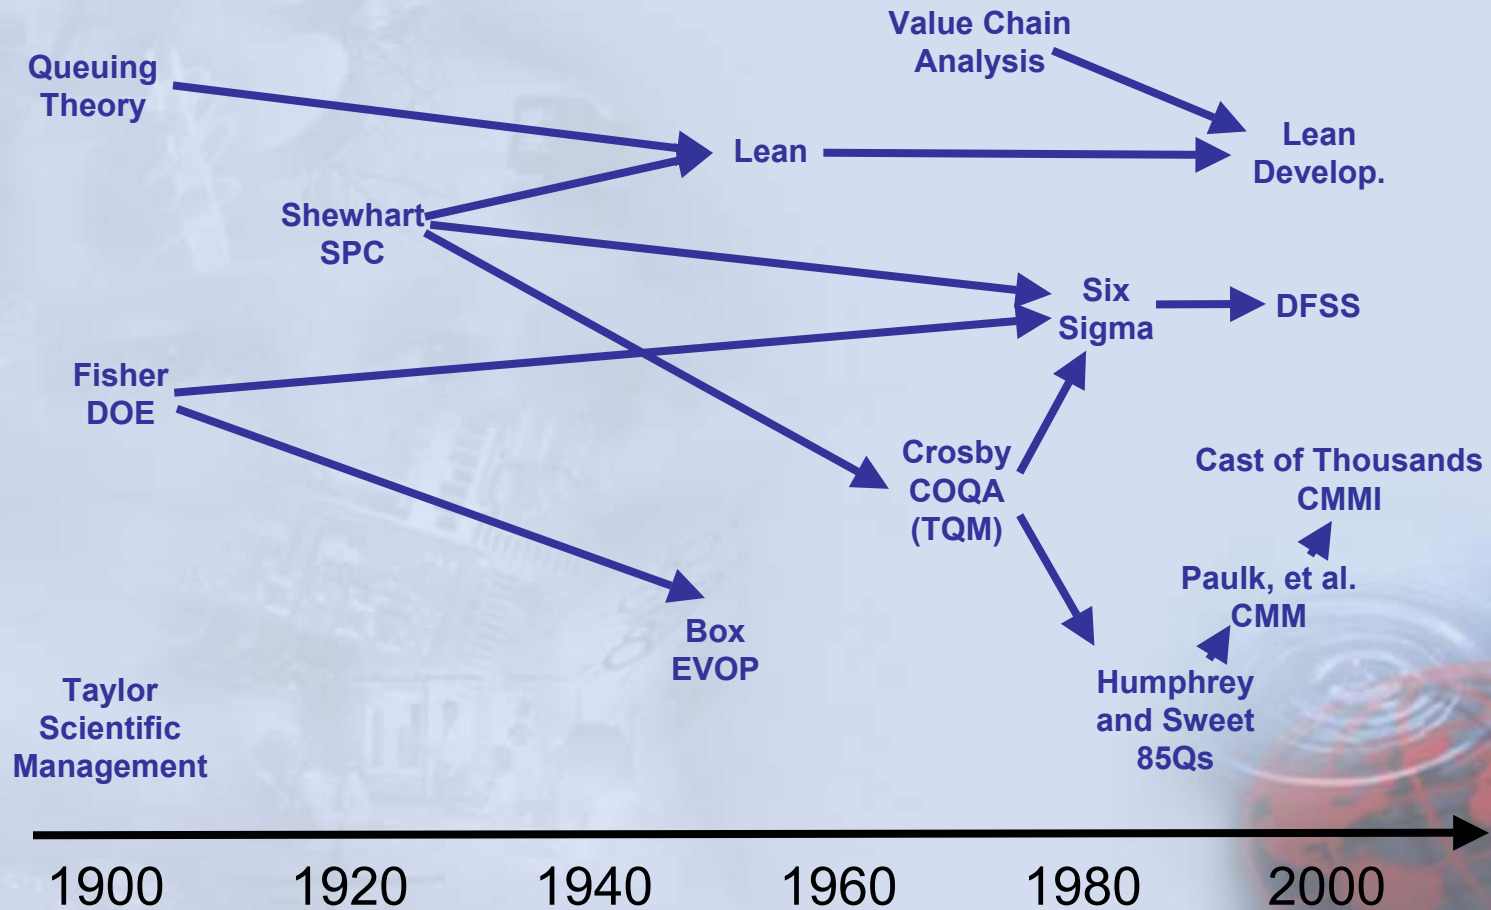 Value Chain
Analysis
Queuing
Theory
Lean
Lean
Develop.
Shewhart
SPC
Six
Sigma
DFSS
Fisher
DOE
Crosby
COQA
(TQM)
Cast of Thousands
CMMI
Paulk, et al.
CMM
Box
EVOP
Humphrey
and Sweet
85Qs
Taylor
Scientific
Management
1900 1920 1940 1960 1980 2000